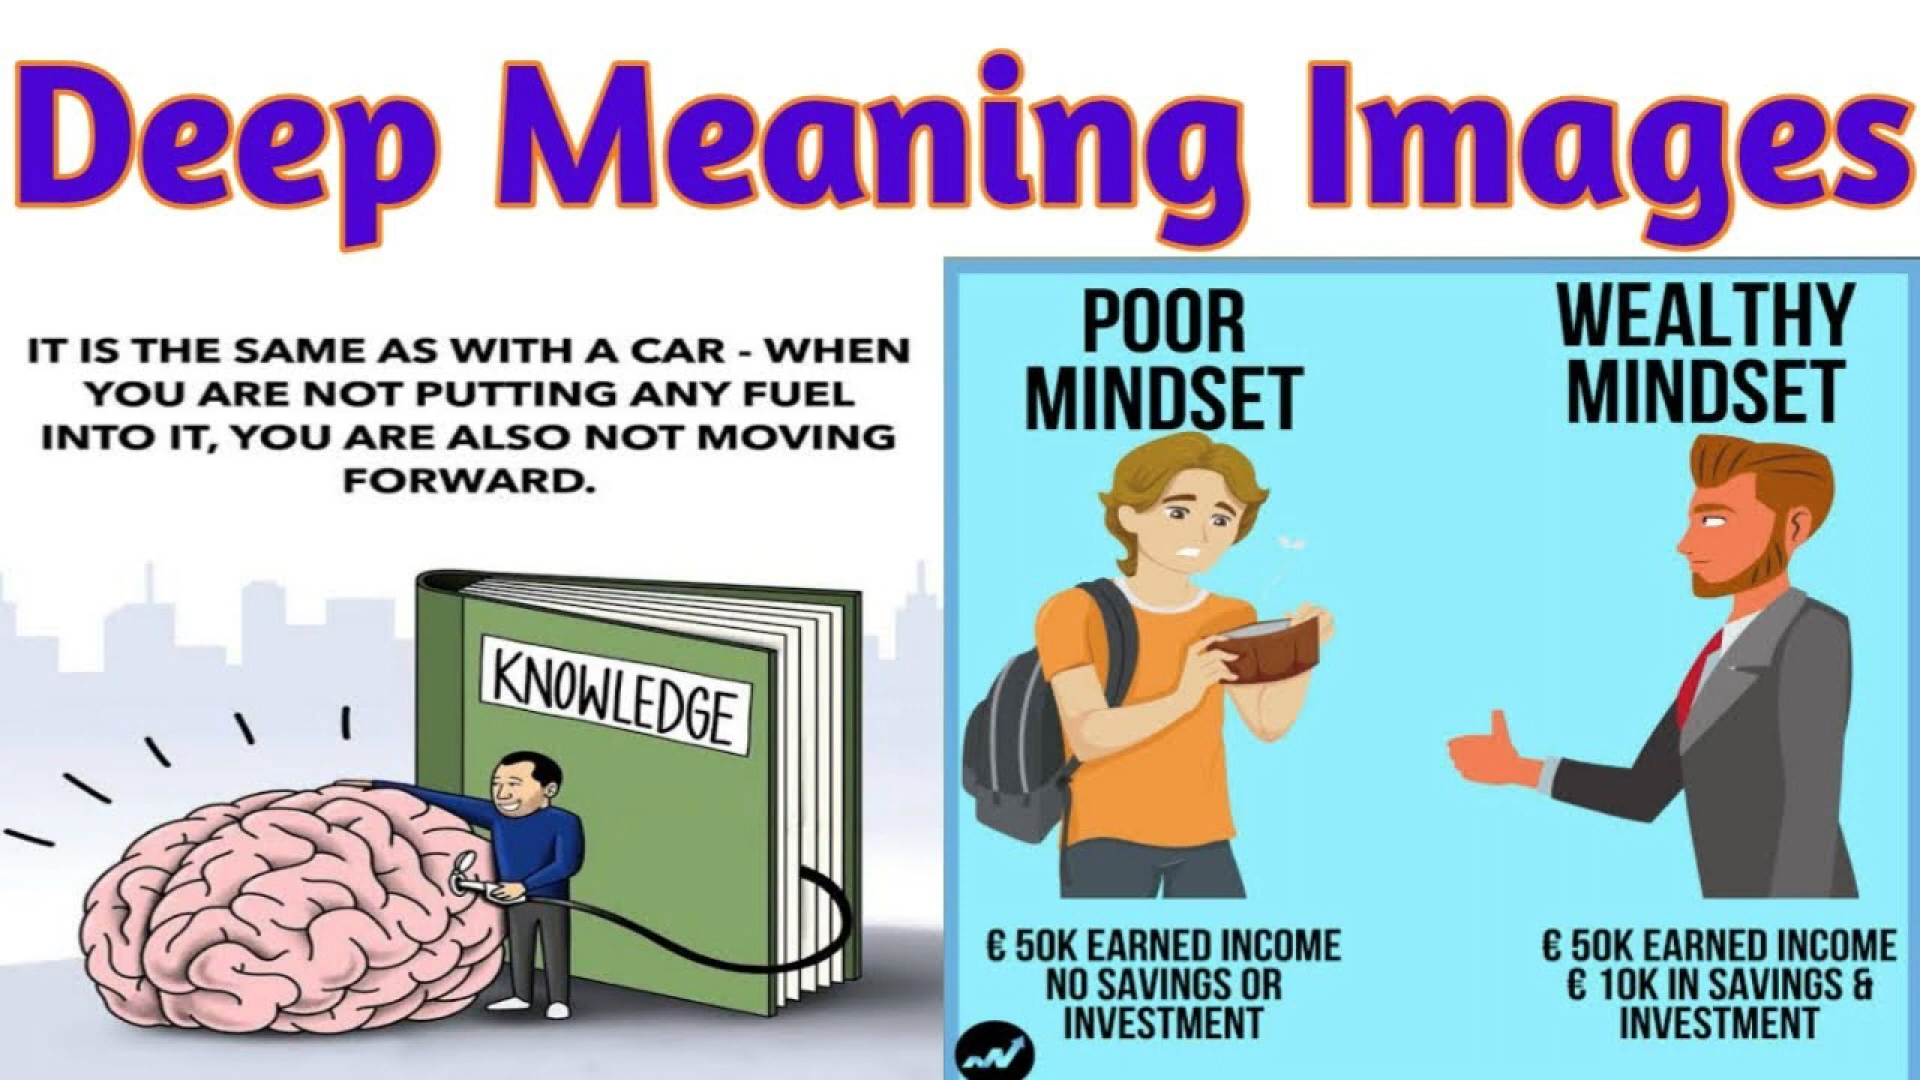 Deep Meaning Images
IT IS THE SAME AS WITH A CAR - WHEN
YOU ARE NOT PUTTING ANY FUEL
INTO IT, YOU ARE ALSO NOT MOVING
FORWARD.
KNOWLEDGE
POOR
MINDSET
€ 50K EARNED INCOME
NO SAVINGS OR
INVESTMENT
WEALTHY
MINDSET
€ 50K EARNED INCOME
€ 10K IN SAVINGS &
INVESTMENT